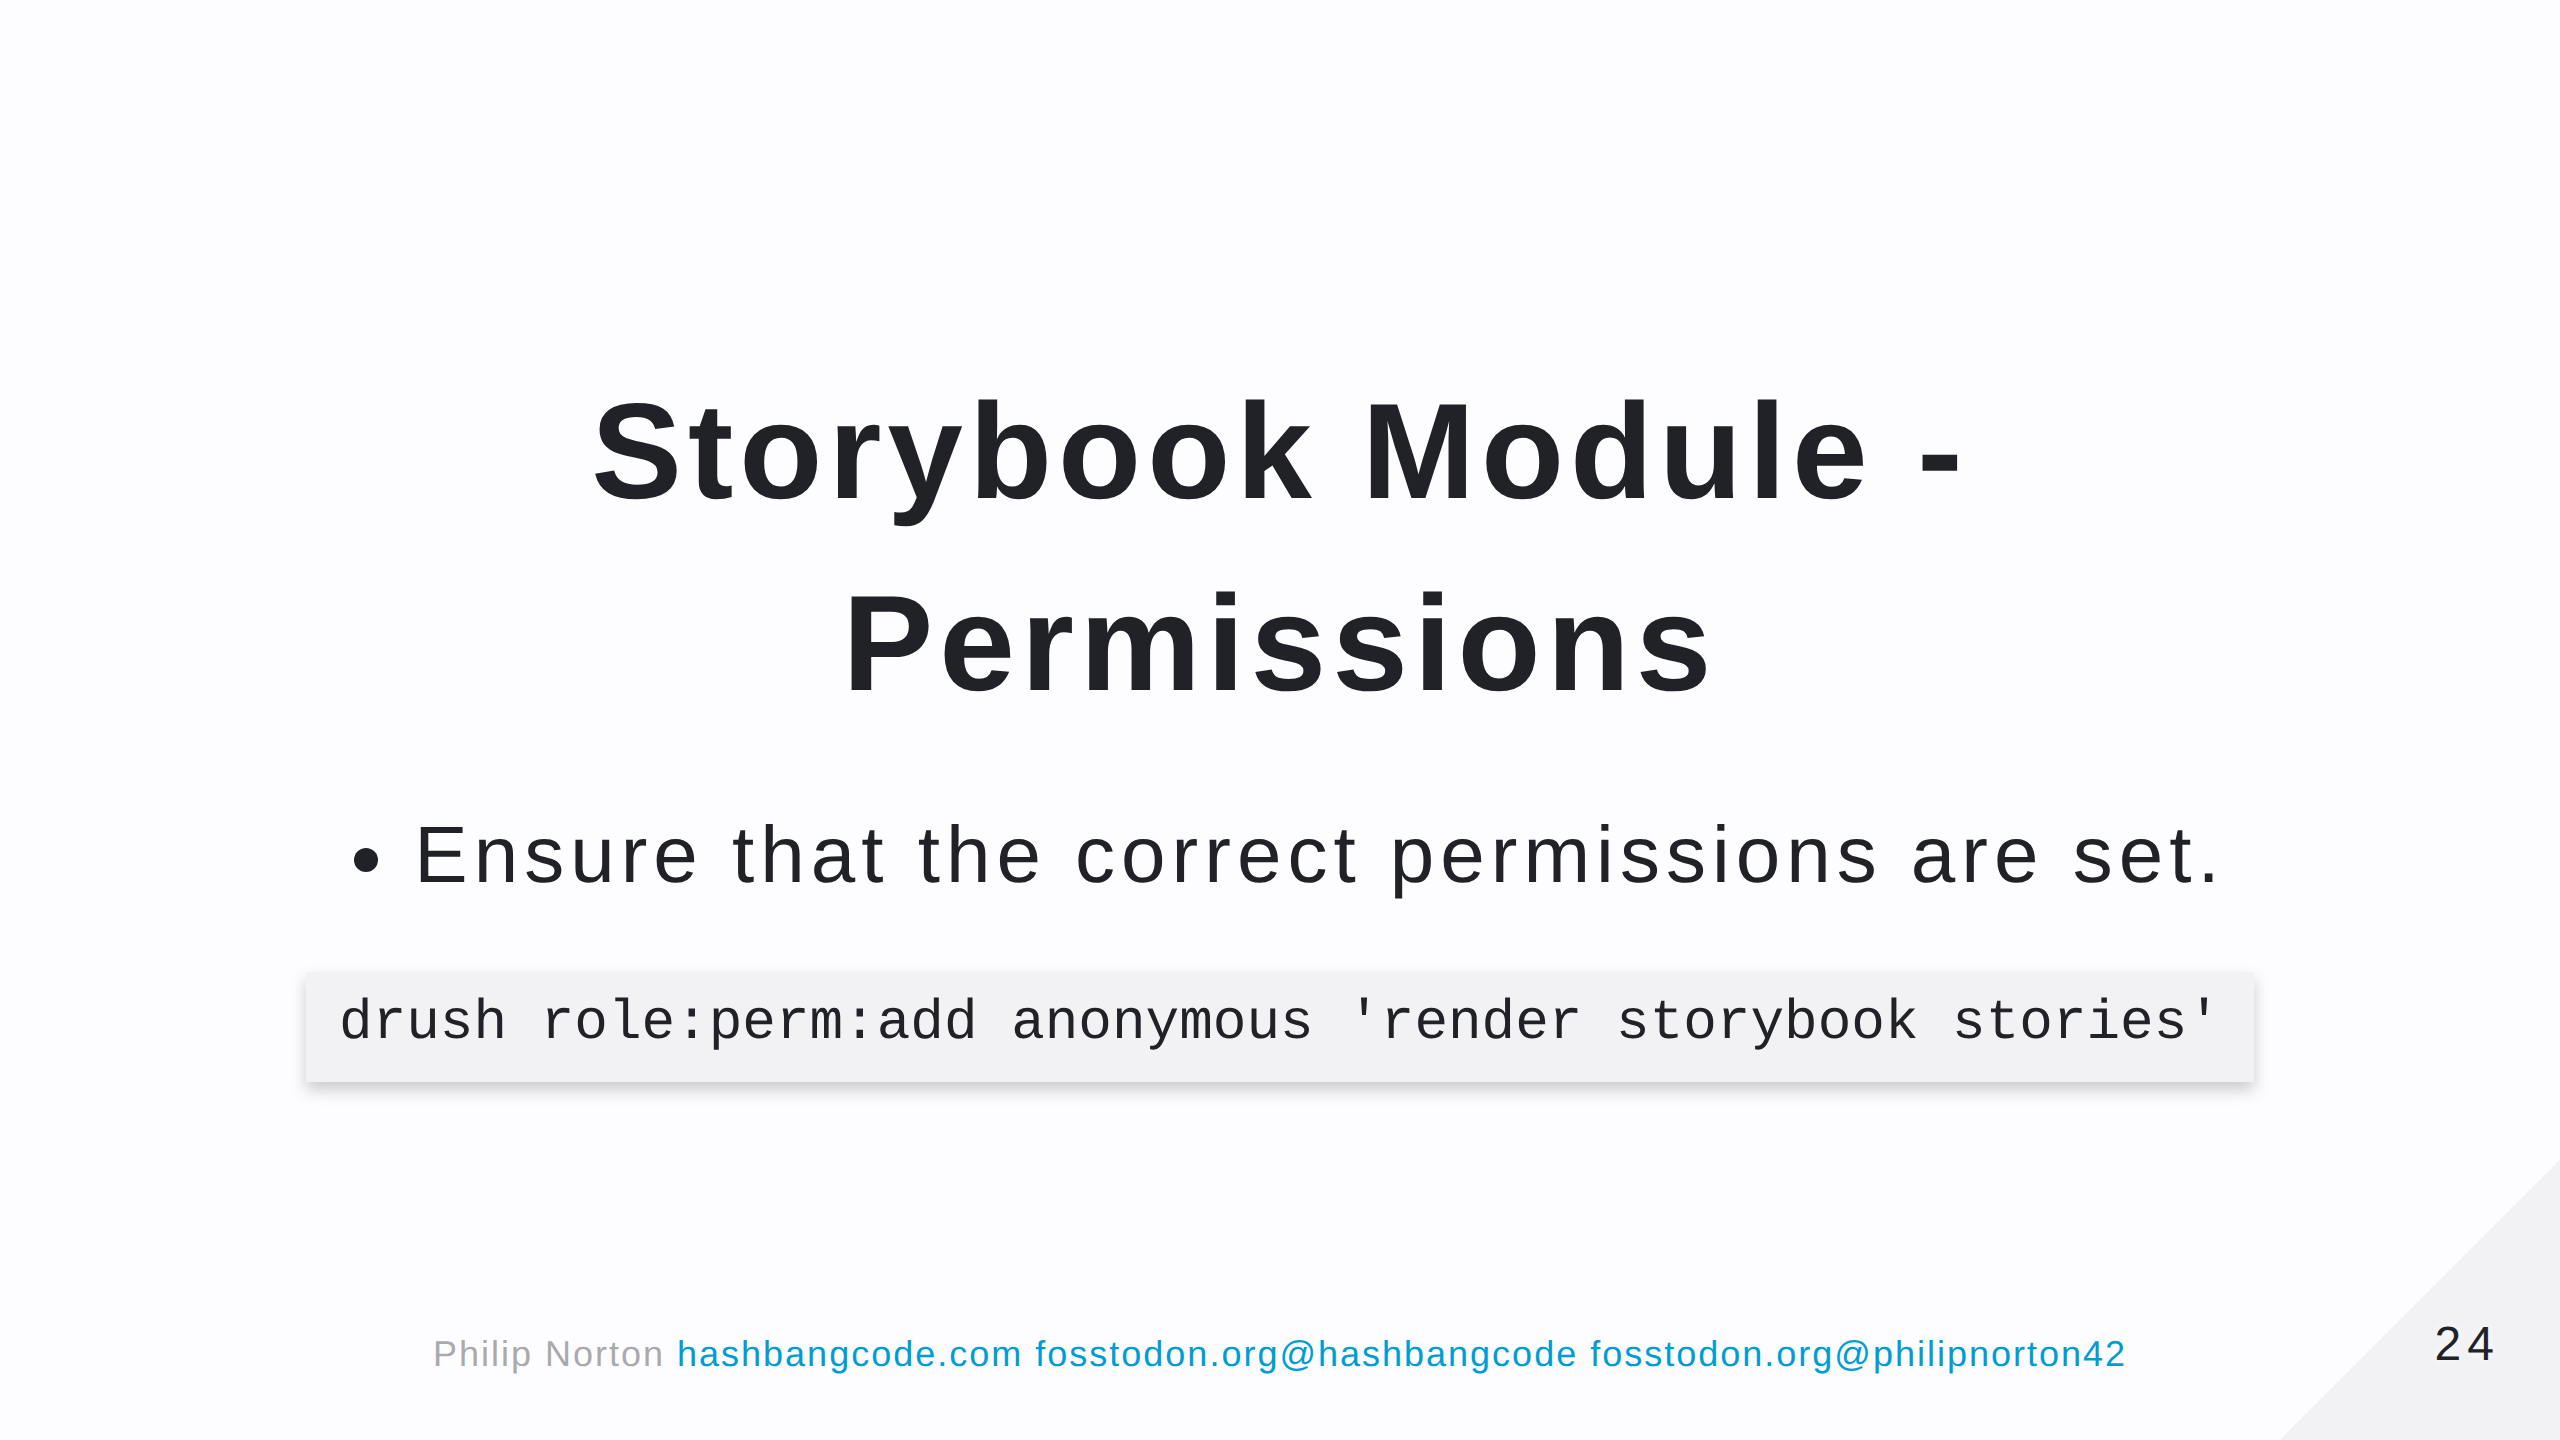 Storybook Module -
Permissions
• Ensure that the correct permissions are set.
drush role:perm:add anonymous 'render storybook stories'
Philip Norton hashbangcode.com fosstodon.org@hashbangcode fosstodon.org@philipnorton42
24